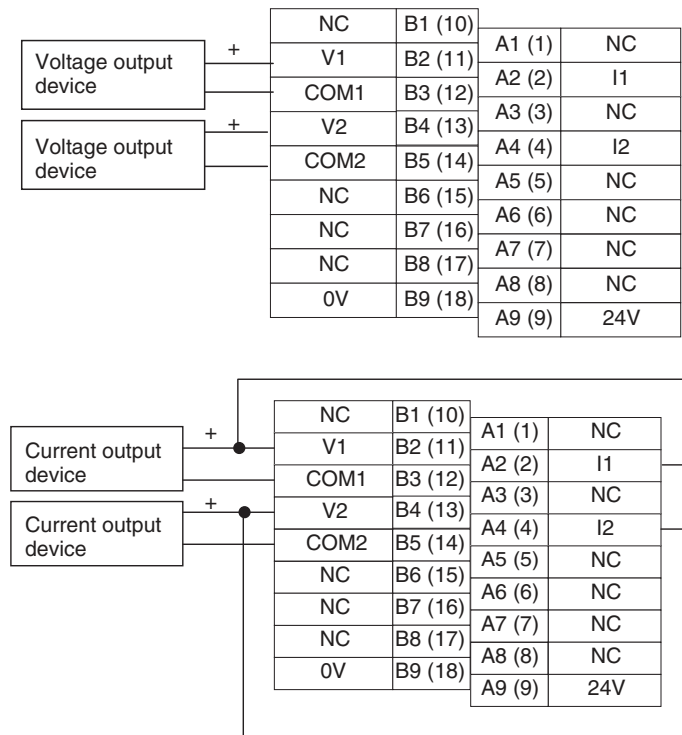 NC B1 (10)
A1 (1) NC
Voltage output device
+
V1 B2 (11)
A2 (2) I1
COM1 B3 (12)
A3 (3) NC
Voltage output device
+
V2 B4 (13)
A4 (4) I2
COM2 B5 (14)
A5 (5) NC
NC B6 (15)
A6 (6) NC
NC B7 (16)
A7 (7) NC
NC B8 (17)
A8 (8) NC
0V B9 (18)
A9 (9) 24V
NC B1 (10)
A1 (1) NC
Current output device
+
V1 B2 (11)
A2 (2) I1
COM1 B3 (12)
A3 (3) NC
Current output device
+
V2 B4 (13)
A4 (4) I2
COM2 B5 (14)
A5 (5) NC
NC B6 (15)
A6 (6) NC
NC B7 (16)
A7 (7) NC
NC B8 (17)
A8 (8) NC
0V B9 (18)
A9 (9) 24V